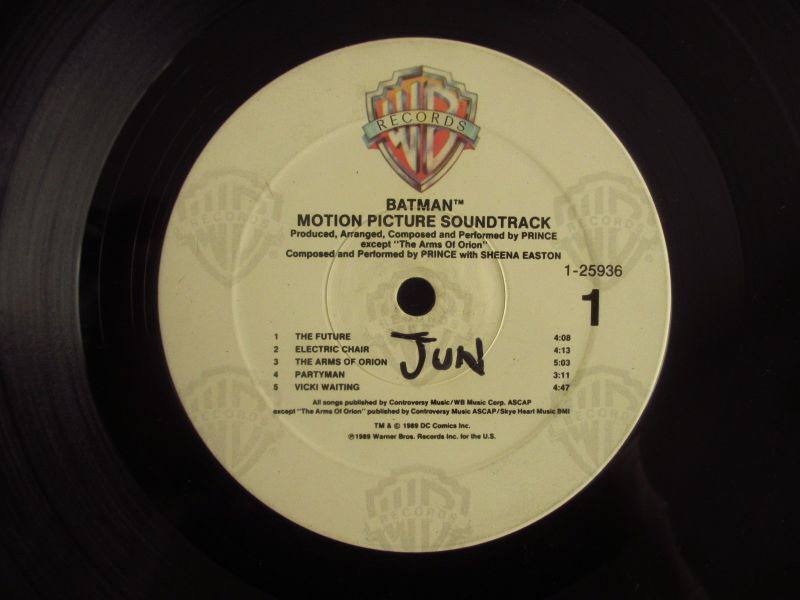 RECORDS
BATMAN™
MOTION PICTURE SOUNDTRACK
Produced, Arranged, Composed and Performed by PRINCE
except "The Arms Of Orion"
Composed and Performed by PRINCE with SHEENA EASTON
1-25936
1
1 THE FUTURE 4:08
2 ELECTRIC CHAIR 4:13
3 THE ARMS OF ORION 5:03
4 PARTYMAN 3:11
5 VICKI WAITING 4:47
JUN
All songs published by Controversy Music/WB Music Corp. ASCAP
except "The Arms Of Orion" published by Controversy Music ASCAP/Skye Heart Music BMI
TM & © 1989 DC Comics Inc.
℗1989 Warner Bros. Records Inc. for the U.S.